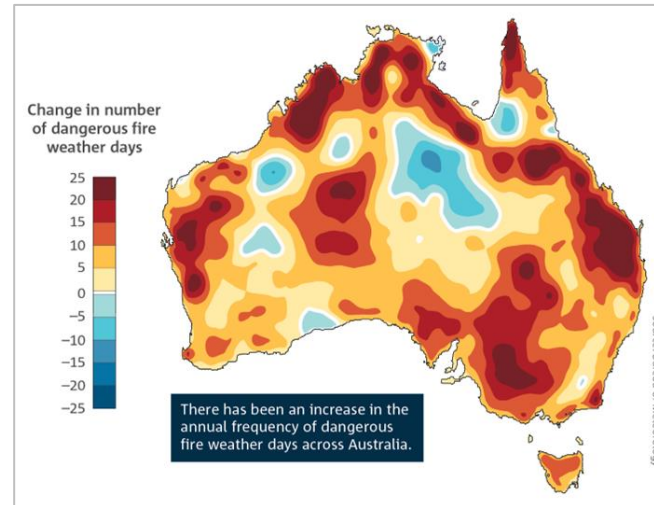 Change in number
of dangerous fire
weather days
25
20
15
10
5
0
−5
−10
−15
−20
−25
There has been an increase in the
annual frequency of dangerous
fire weather days across Australia.